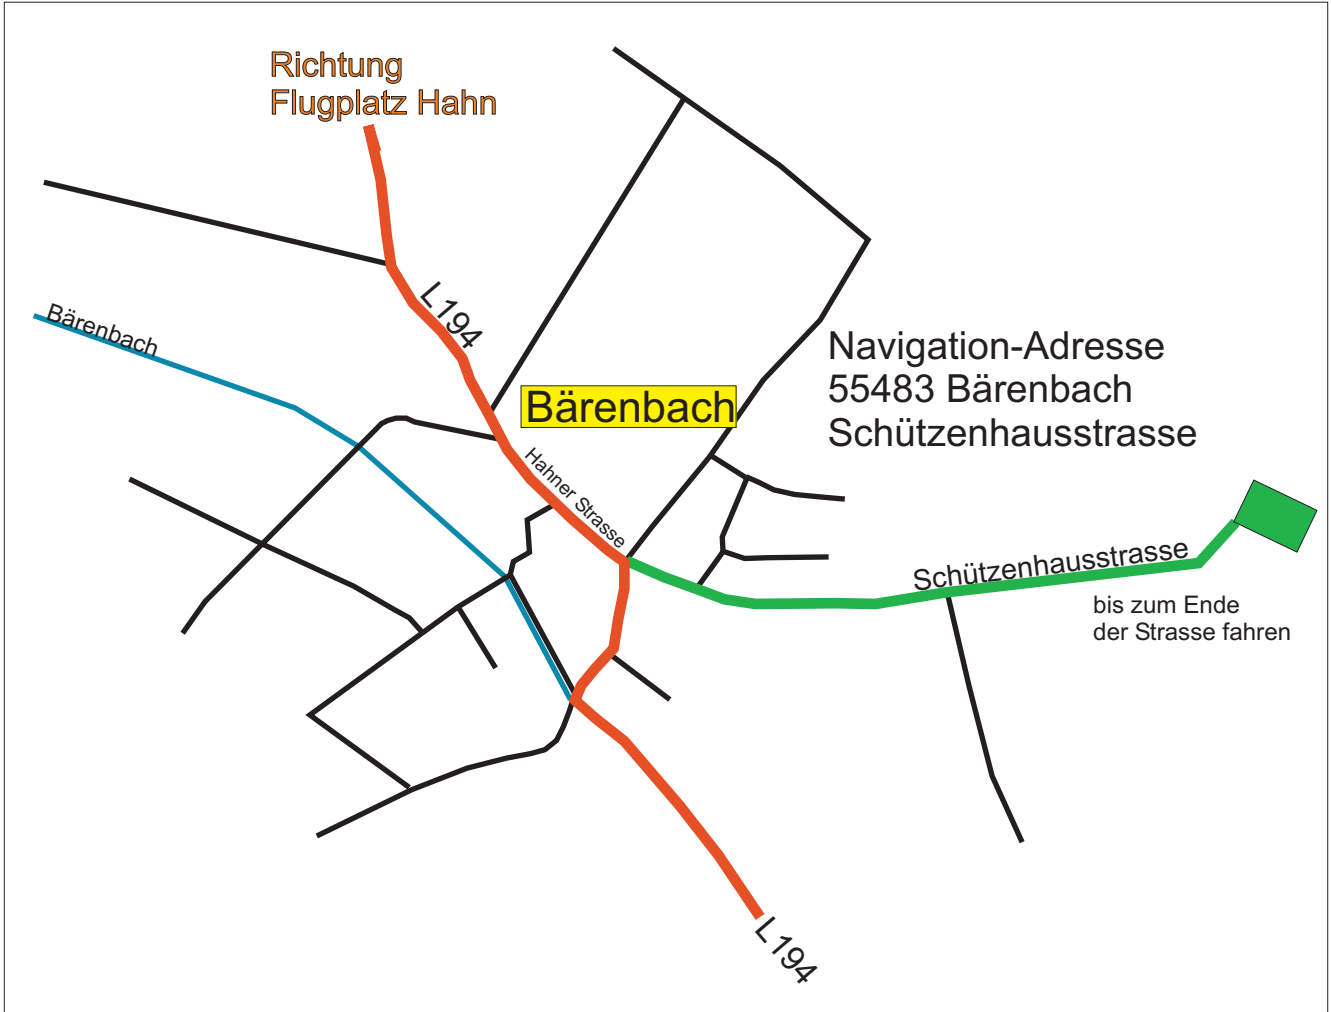 Richtung
Flugplatz Hahn
L194
Bärenbach
Bärenbach
Hahner Strasse
Navigation-Adresse
55483 Bärenbach
Schützenhausstrasse
Schützenhausstrasse
bis zum Ende
der Strasse fahren
L194